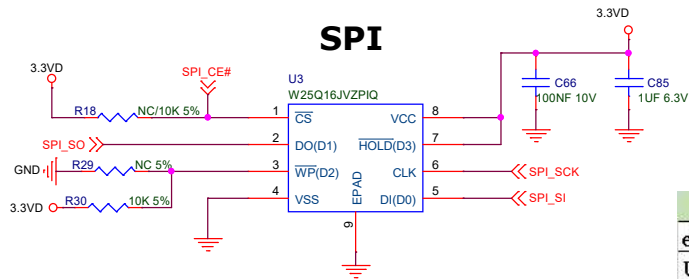 SPI
3.3VD
3.3VD
SPI_CE#
U3
W25Q16JVZPIQ
C66
100NF 10V
C85
1UF 6.3V
R18
NC/10K 5%
1
CS
VCC
8
SPI_SO
2
DO(D1)
HOLD(D3)
7
GND
R29
NC 5%
3
WP(D2)
CLK
6
SPI_SCK
3.3VD
R30
10K 5%
4
VSS
EPAD
DI(D0)
5
SPI_SI
9